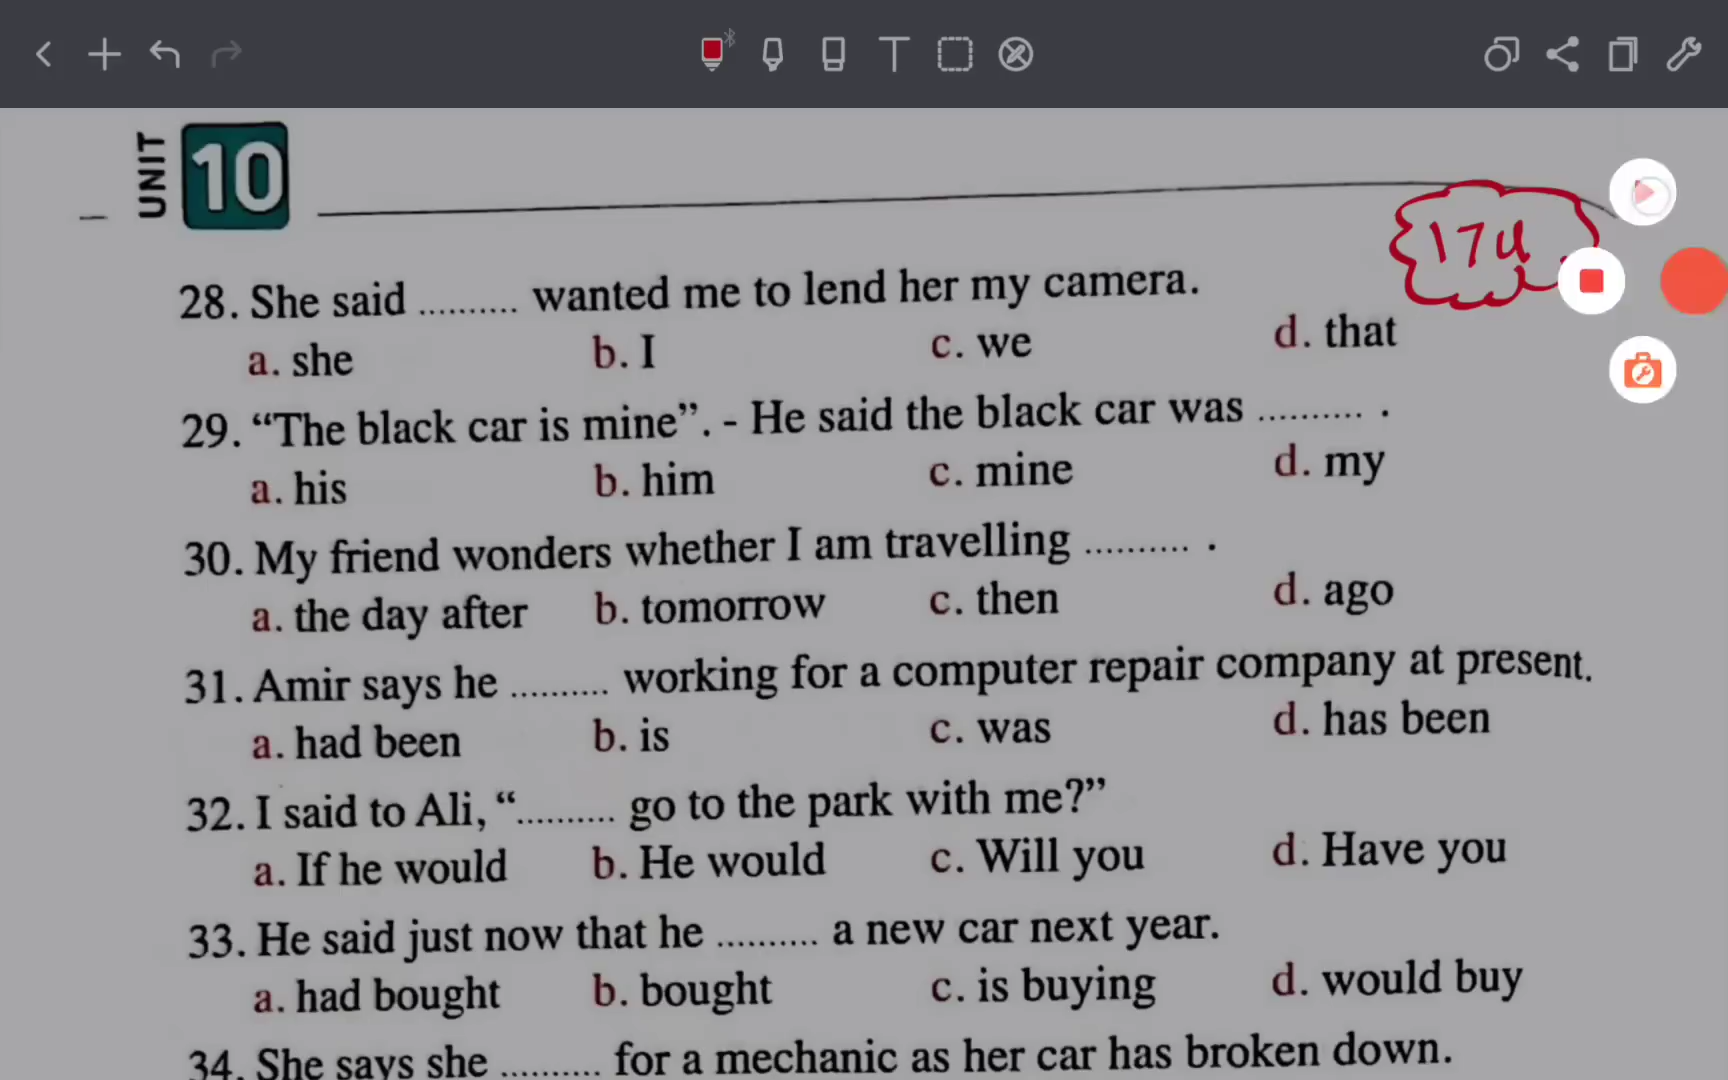 UNIT 10
174
28. She said .......... wanted me to lend her my camera.
a. she b. I c. we d. that
29. “The black car is mine”. - He said the black car was .......... .
a. his b. him c. mine d. my
30. My friend wonders whether I am travelling .......... .
a. the day after b. tomorrow c. then d. ago
31. Amir says he .......... working for a computer repair company at present.
a. had been b. is c. was d. has been
32. I said to Ali, “.......... go to the park with me?”
a. If he would b. He would c. Will you d. Have you
33. He said just now that he .......... a new car next year.
a. had bought b. bought c. is buying d. would buy
34. She says she .......... for a mechanic as her car has broken down.